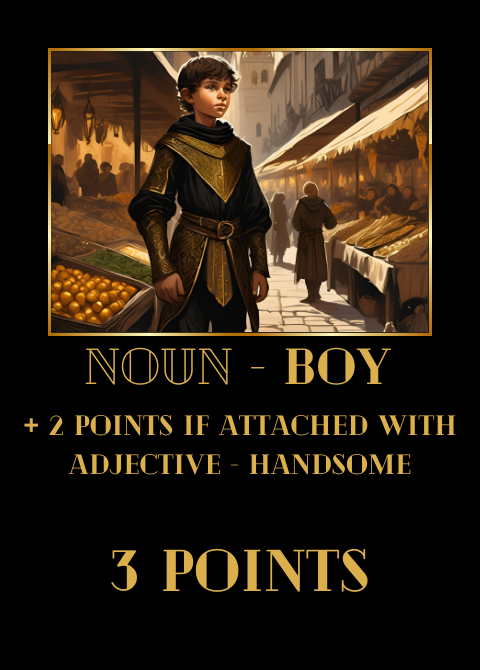 NOUN - BOY
+ 2 POINTS IF ATTACHED WITH
ADJECTIVE - HANDSOME
3 POINTS